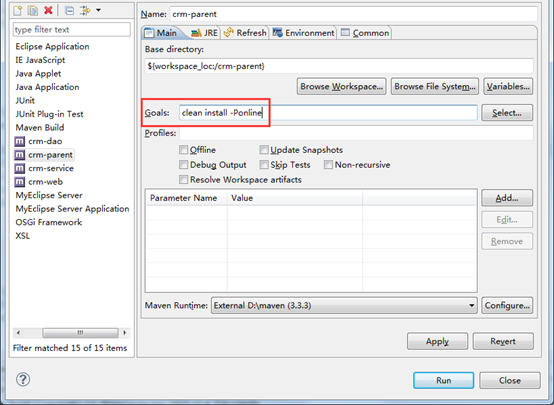 type filter text
Eclipse Application
IE JavaScript
Java Applet
Java Application
JUnit
JUnit Plug-in Test
Maven Build
crm-dao
crm-parent
crm-service
crm-web
MyEclipse Server
MyEclipse Server Application
OSGi Framework
XSL
Filter matched 15 of 15 items
Name: crm-parent
Main JRE Refresh Environment Common
Base directory:
${workspace_loc:/crm-parent}
Browse Workspace... Browse File System... Variables...
Goals: clean install -Ponline Select...
Profiles:
Offline Update Snapshots
Debug Output Skip Tests Non-recursive
Resolve Workspace artifacts
Parameter Name Value
Add...
Edit...
Remove
Maven Runtime: External D:\maven (3.3.3) Configure...
Apply Revert
Run Close